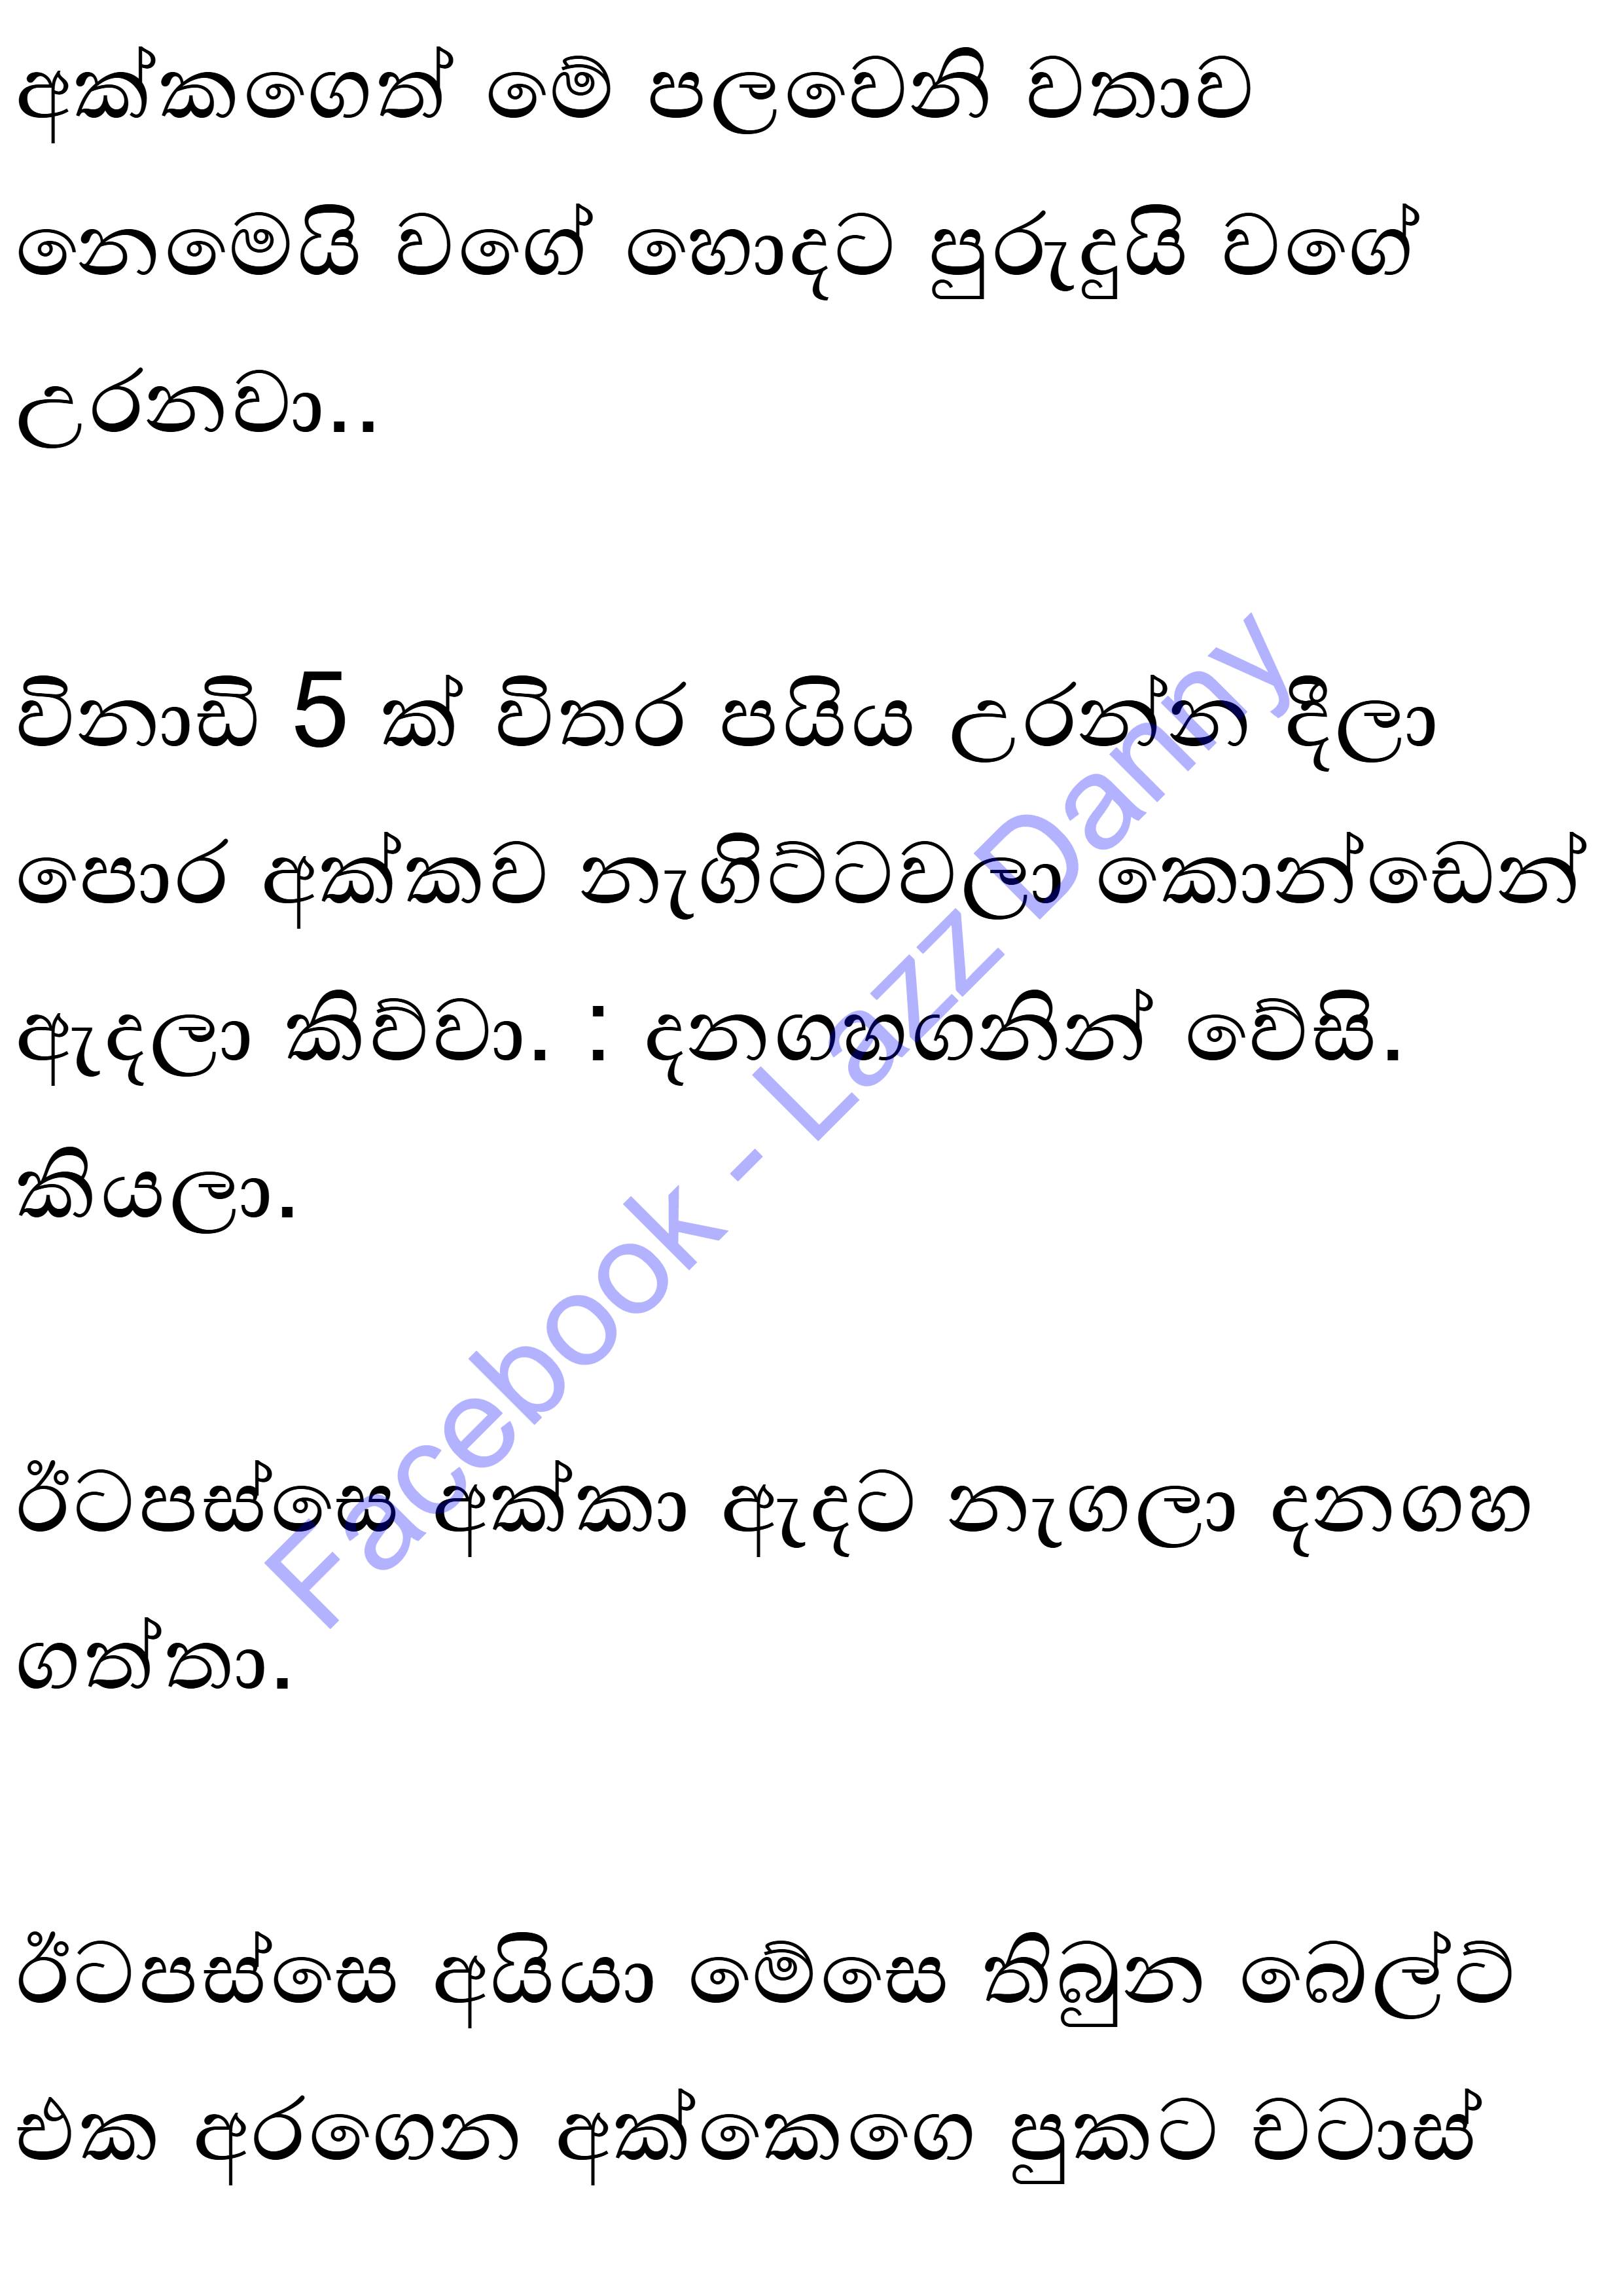 අක්කගෙත් මේ පලවෙනි වතාව
නෙමෙයි වගේ හොදට පුරුදුයි වගේ
උරනවා..
විනාඩි 5 ක් විතර පයිය උරන්න දීලා
පොර අක්කව නැගිට්ටවලා කොන්ඩෙන්
ඇදලා කිව්වා. : දනගහගනින් වේසි.
කියලා.
ඊටපස්සෙ අක්කා ඇදට නැගලා දනගහ
ගත්තා.
ඊටපස්සෙ අයියා මේසෙ තිබුන බෙල්ට්
එක අරගෙන අක්කෙගෙ පුකට චටාස්
Facebook - Lazz Danny